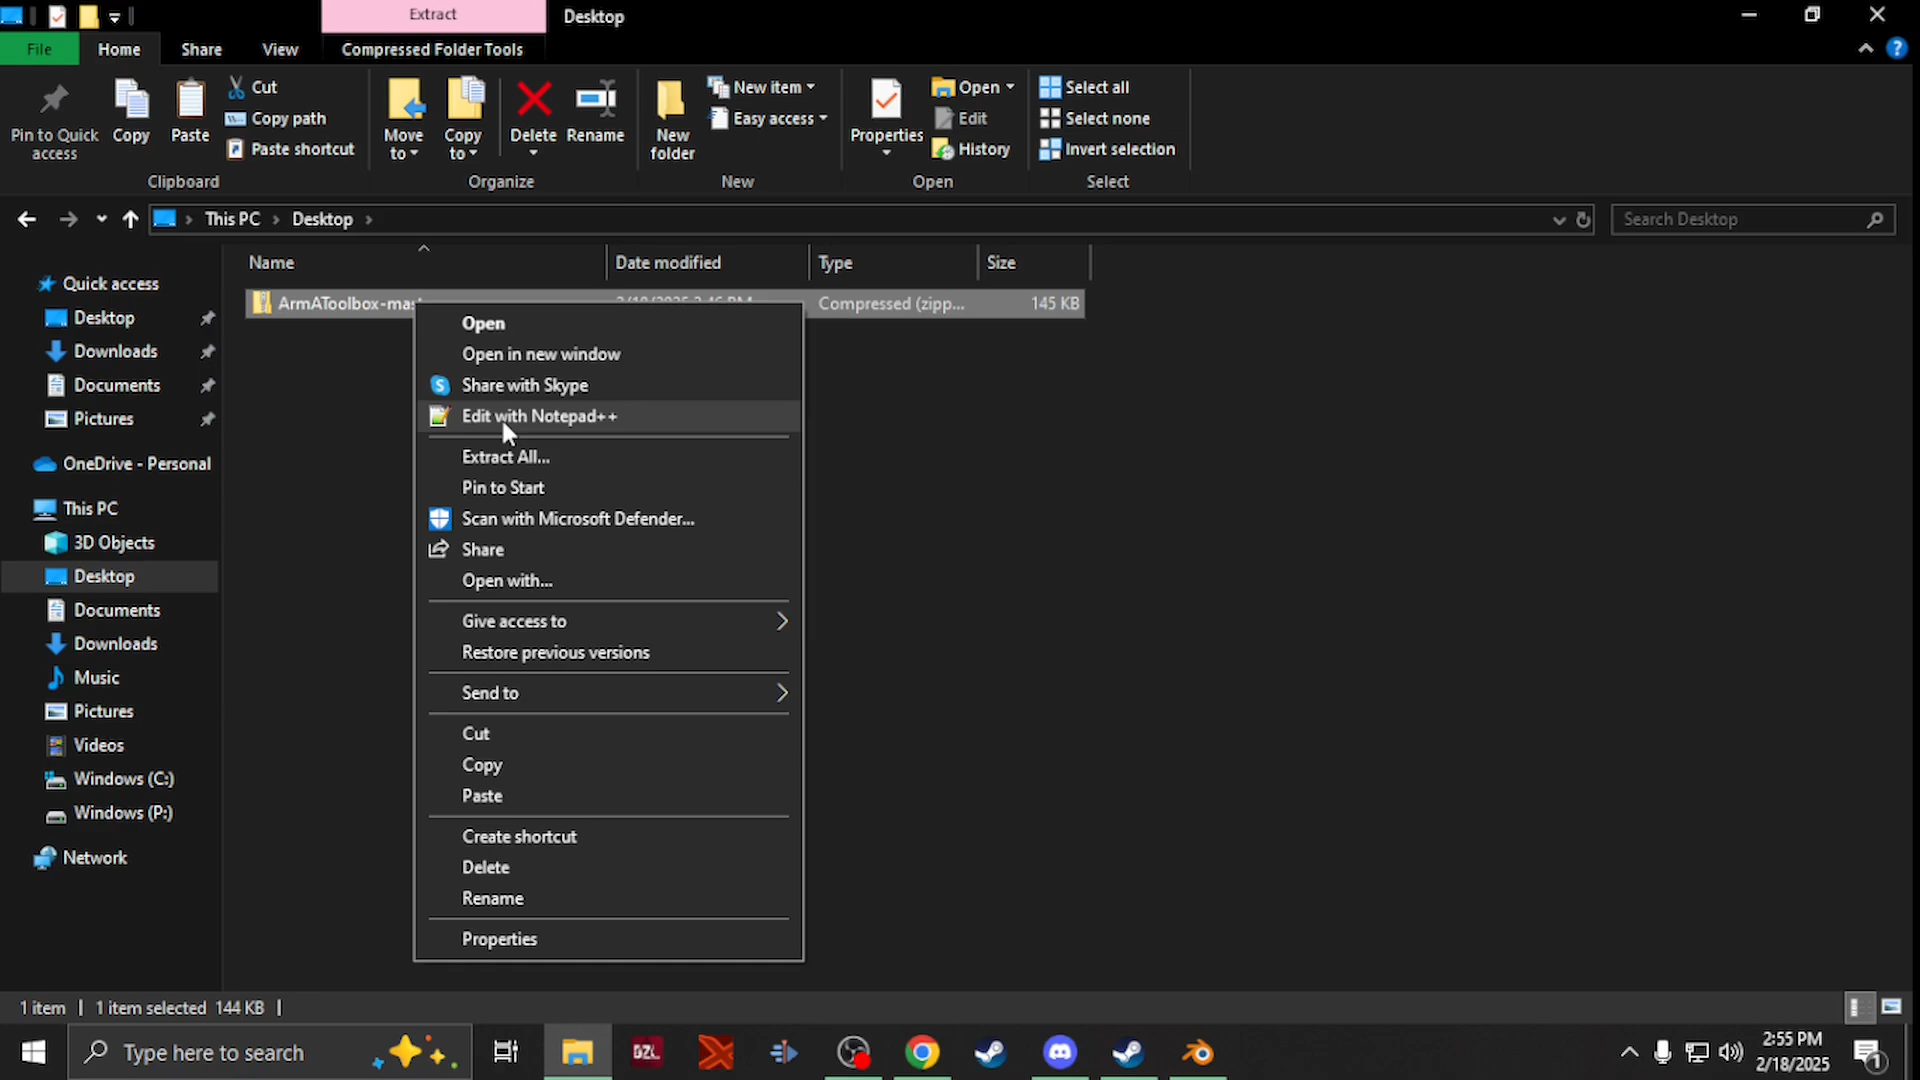 Extract
Desktop
File
Home
Share
View
Compressed Folder Tools
Pin to Quick access
Copy
Paste
Cut
Copy path
Paste shortcut
Clipboard
Move to
Copy to
Delete
Rename
Organize
New folder
New item
Easy access
New
Properties
Open
Edit
History
Open
Select all
Select none
Invert selection
Select
This PC > Desktop >
Search Desktop
Name
Date modified
Type
Size
ArmAToolbox-mas
Compressed (zipp...
145 KB
Quick access
Desktop
Downloads
Documents
Pictures
OneDrive - Personal
This PC
3D Objects
Desktop
Documents
Downloads
Music
Pictures
Videos
Windows (C:)
Windows (P:)
Network
Open
Open in new window
Share with Skype
Edit with Notepad++
Extract All...
Pin to Start
Scan with Microsoft Defender...
Share
Open with...
Give access to
Restore previous versions
Send to
Cut
Copy
Paste
Create shortcut
Delete
Rename
Properties
1 item
1 item selected 144 KB
Type here to search
DZL
2:55 PM
2/18/2025
1